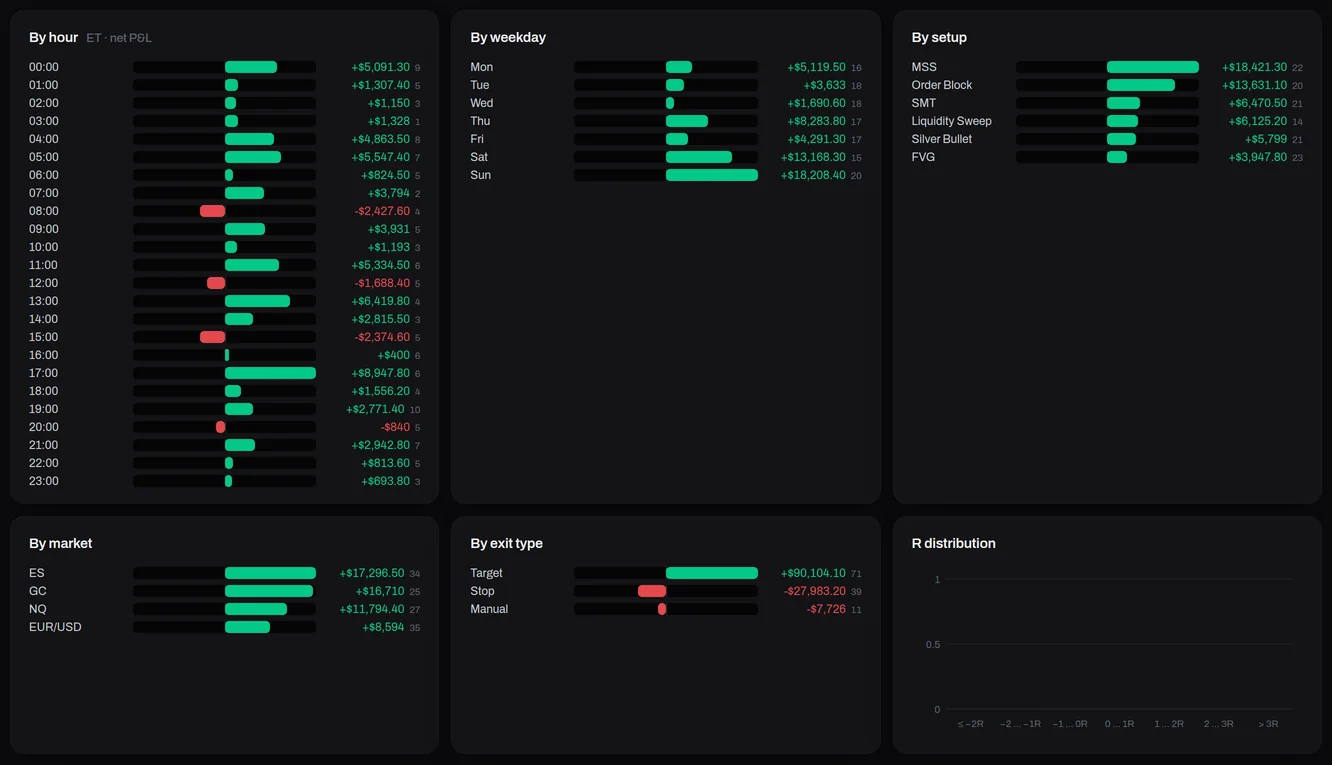 By hour ET · net P&L
00:00 +$5,091.30 9
01:00 +$1,307.40 5
02:00 +$1,150 3
03:00 +$1,328 1
04:00 +$4,863.50 8
05:00 +$5,547.40 7
06:00 +$824.50 5
07:00 +$3,794 2
08:00 -$2,427.60 4
09:00 +$3,931 5
10:00 +$1,193 3
11:00 +$5,334.50 6
12:00 -$1,688.40 5
13:00 +$6,419.80 4
14:00 +$2,815.50 3
15:00 -$2,374.60 5
16:00 +$400 6
17:00 +$8,947.80 6
18:00 +$1,556.20 4
19:00 +$2,771.40 10
20:00 -$840 5
21:00 +$2,942.80 7
22:00 +$813.60 5
23:00 +$693.80 3
By weekday
Mon +$5,119.50 16
Tue +$3,633 18
Wed +$1,690.60 18
Thu +$8,283.80 17
Fri +$4,291.30 17
Sat +$13,168.30 15
Sun +$18,208.40 20
By setup
MSS +$18,421.30 22
Order Block +$13,631.10 20
SMT +$6,470.50 21
Liquidity Sweep +$6,125.20 14
Silver Bullet +$5,799 21
FVG +$3,947.80 23
By market
ES +$17,296.50 34
GC +$16,710 25
NQ +$11,794.40 27
EUR/USD +$8,594 35
By exit type
Target +$90,104.10 71
Stop -$27,983.20 39
Manual -$7,726 11
R distribution
1
0.5
0
≤ −2R −2 … −1R −1 … 0R 0 … 1R 1 … 2R 2 … 3R > 3R